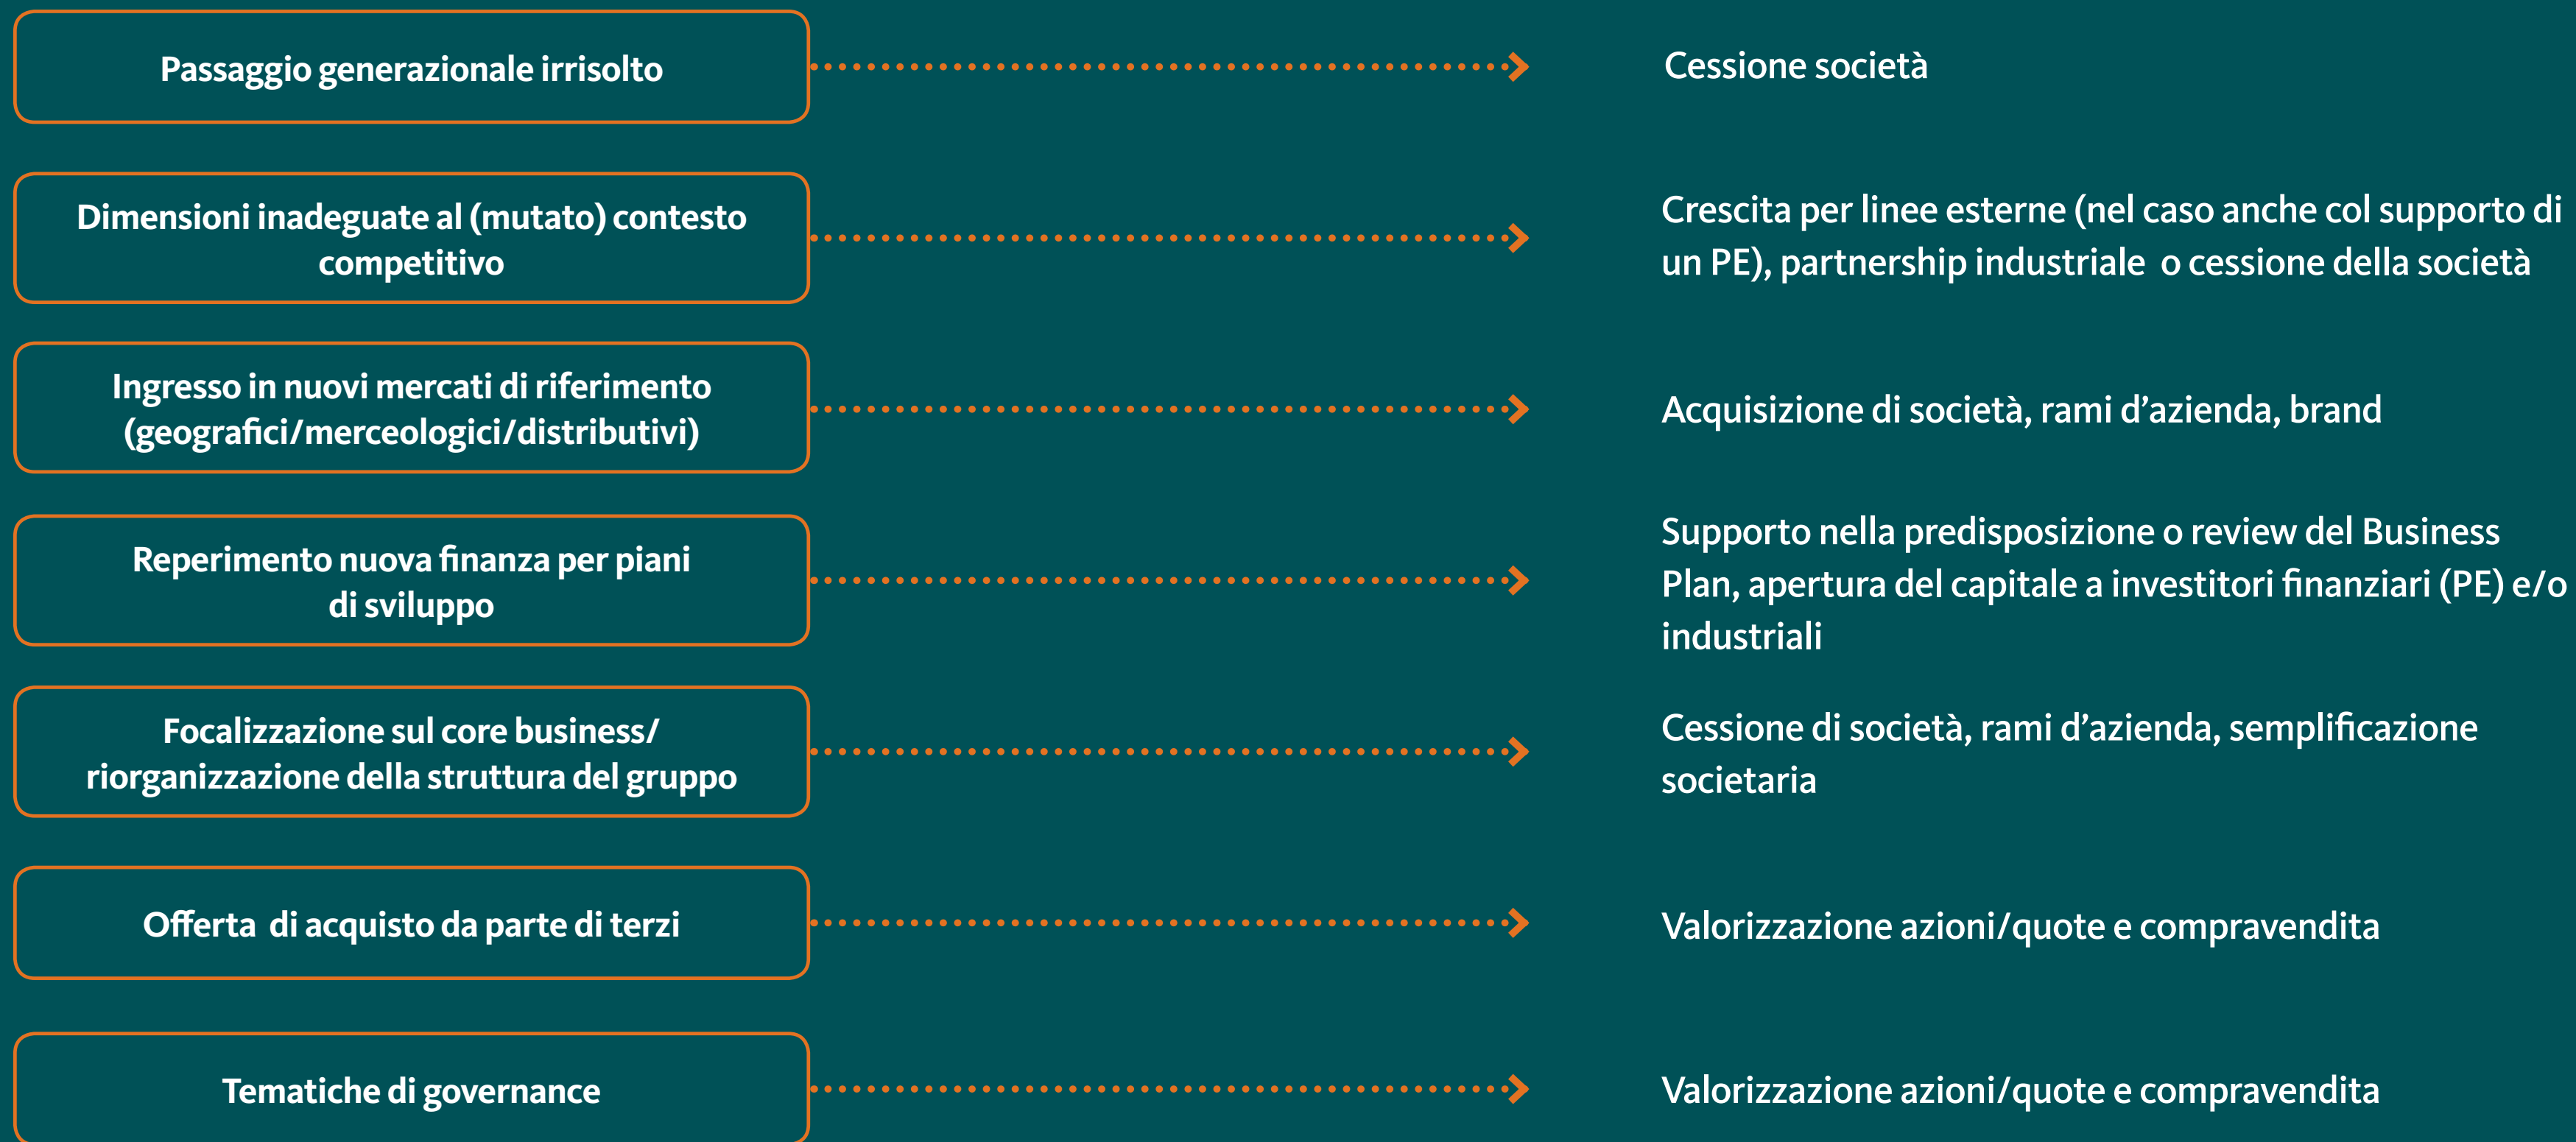 Passaggio generazionale irrisolto
Cessione società
Dimensioni inadeguate al (mutato) contesto
competitivo
Crescita per linee esterne (nel caso anche col supporto di
un PE), partnership industriale  o cessione della società
Ingresso in nuovi mercati di riferimento
(geografici/merceologici/distributivi)
Acquisizione di società, rami d’azienda, brand
Reperimento nuova finanza per piani
di sviluppo
Supporto nella predisposizione o review del Business
Plan, apertura del capitale a investitori finanziari (PE) e/o
industriali
Focalizzazione sul core business/
riorganizzazione della struttura del gruppo
Cessione di società, rami d’azienda, semplificazione
societaria
Offerta  di acquisto da parte di terzi
Valorizzazione azioni/quote e compravendita
Tematiche di governance
Valorizzazione azioni/quote e compravendita